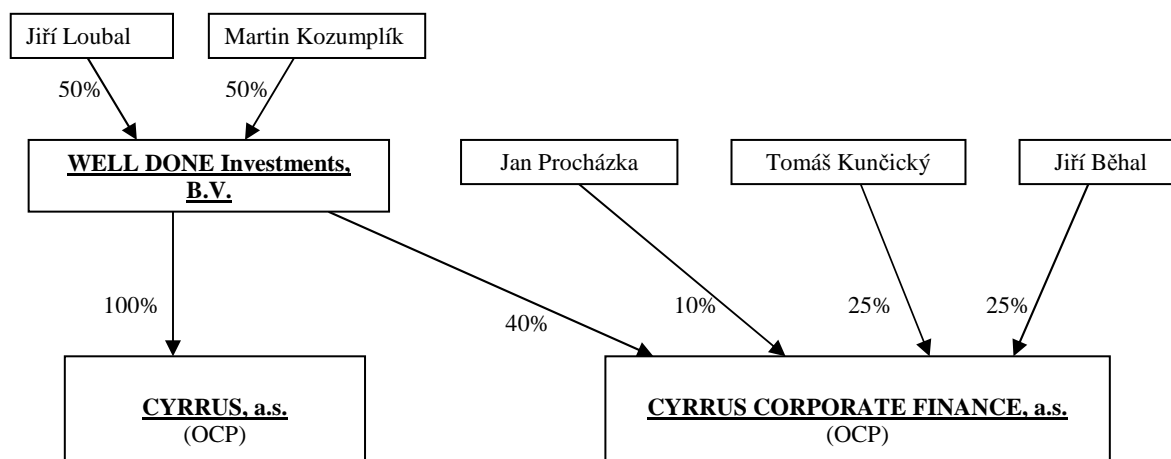 Jiří Loubal
Martin Kozumplík
50%
50%
WELL DONE Investments,
B.V.
Jan Procházka
Tomáš Kunčický
Jiří Běhal
100%
40%
10%
25%
25%
CYRRUS, a.s.
(OCP)
CYRRUS CORPORATE FINANCE, a.s.
(OCP)